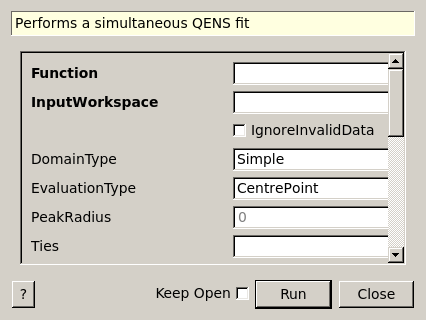 Performs a simultaneous QENS fit
Function
InputWorkspace
IgnoreInvalidData
DomainType Simple
EvaluationType CentrePoint
PeakRadius 0
Ties
? Keep Open Run Close